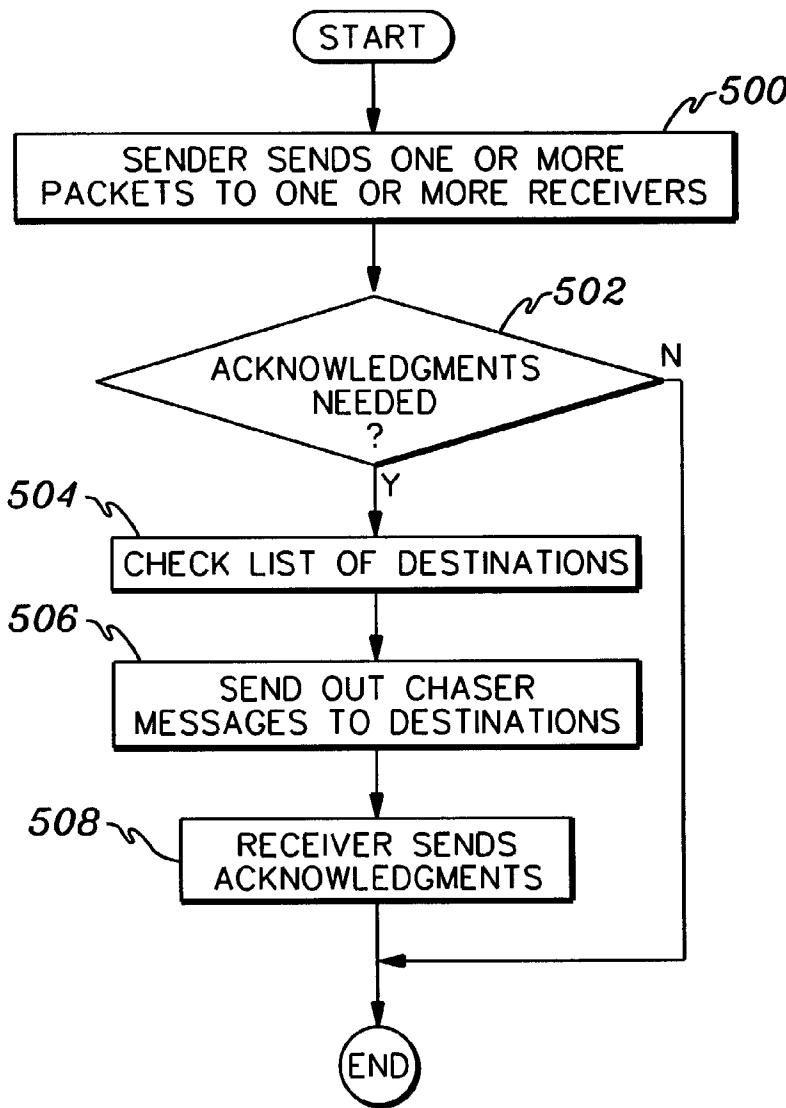 START
500
SENDER SENDS ONE OR MORE
PACKETS TO ONE OR MORE RECEIVERS
502
ACKNOWLEDGMENTS
NEEDED
?
N
Y
504
CHECK LIST OF DESTINATIONS
506
SEND OUT CHASER
MESSAGES TO DESTINATIONS
508
RECEIVER SENDS
ACKNOWLEDGMENTS
END